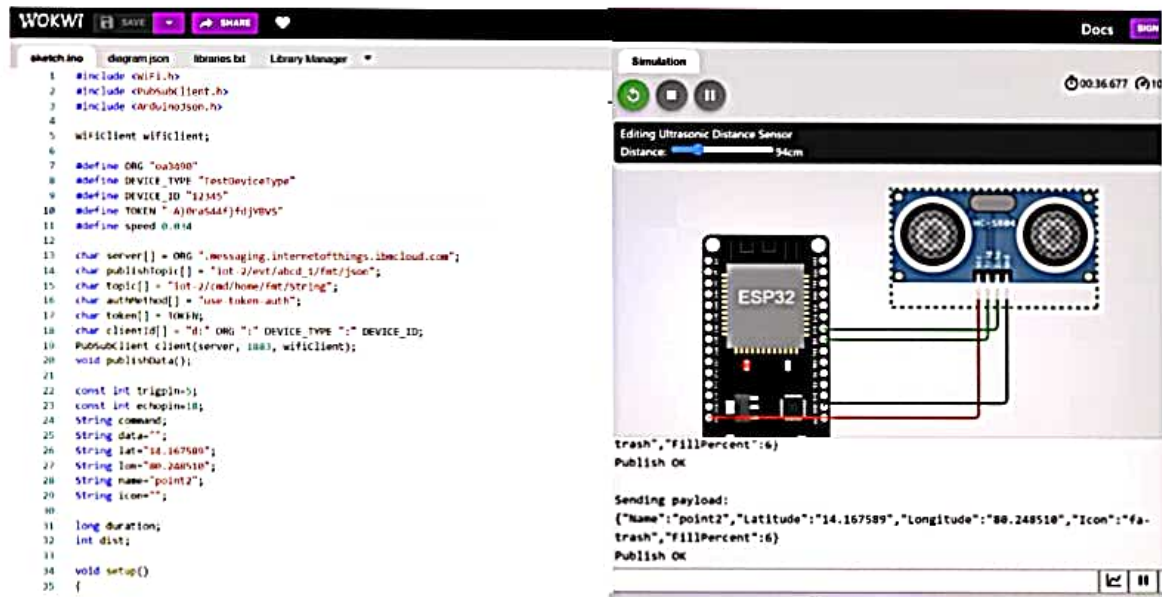 WOKWI SAVE SHARE
sketch.ino diagram.json libraries.txt Library Manager
1 #include <WiFi.h>
2 #include <PubSubClient.h>
3 #include <ArduinoJson.h>
4
5 WiFiClient wifiClient;
6
7 #define ORG "oa3490"
8 #define DEVICE_TYPE "TestDeviceType"
9 #define DEVICE_ID "12345"
10 #define TOKEN
11 #define speed 0.034
12
13 char server[] = ORG ".messaging.internetofthings.ibmcloud.com";
14 char publishTopic[] = "iot-2/evt/abcd_1/fmt/json";
15 char topic[] = "iot-2/cmd/home/fmt/String";
16 char authMethod[] = "use-token-auth";
17 char token[] = TOKEN;
18 char clientId[] = "d:" ORG ":" DEVICE_TYPE ":" DEVICE_ID;
19 PubSubClient client(server, 1883, wifiClient);
20 void publishData();
21
22 const int trigpin=5;
23 const int echopin=18;
24 String command;
25 String data="";
26 String lat="14.167589";
27 String lon="80.248510";
28 String name="point2";
29 String icon="";
30
31 long duration;
32 int dist;
33
34 void setup()
35 {
Docs SIGN
Simulation
00:36.677 10
Editing Ultrasonic Distance Sensor
Distance: 94cm
HC-SR04
ESP32
trash","FillPercent":6}
Publish OK
Sending payload:
{"Name":"point2","Latitude":"14.167589","Longitude":"80.248510","Icon":"fa-
trash","FillPercent":6}
Publish OK